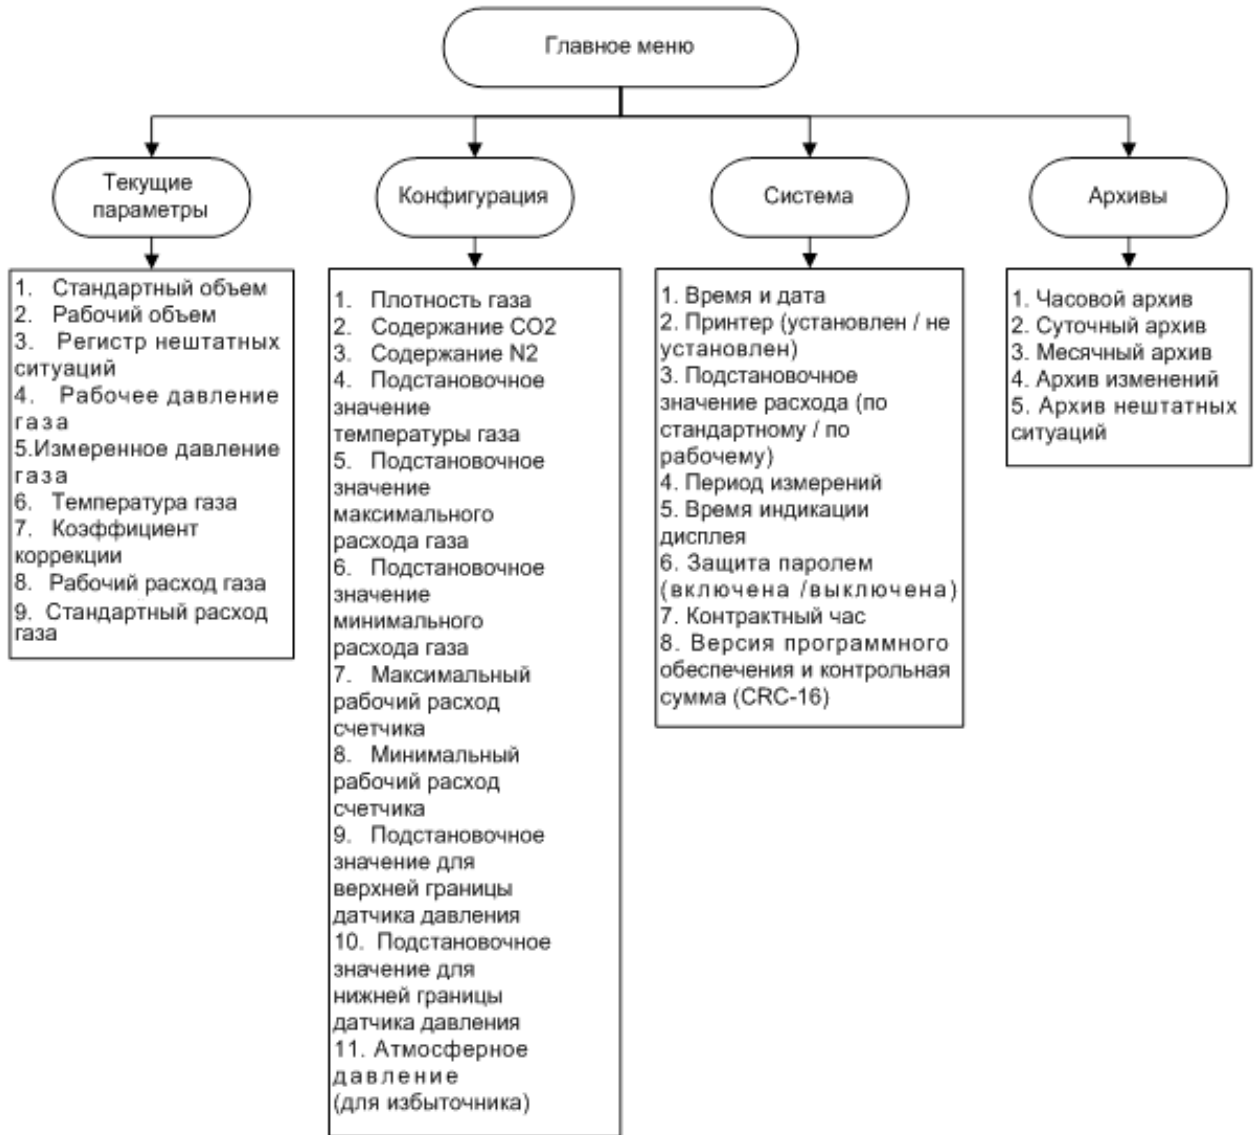 Главное меню
Текущие
параметры
1. Стандартный объем
2. Рабочий объем
3. Регистр нештатных
ситуаций
4. Рабочее давление
газа
5.Измеренное давление
газа
6. Температура газа
7. Коэффициент
коррекции
8. Рабочий расход газа
9. Стандартный расход
газа
Конфигурация
1. Плотность газа
2. Содержание CO2
3. Содержание N2
4. Подстановочное
значение
температуры газа
5. Подстановочное
значение
максимального
расхода газа
6. Подстановочное
значение
минимального
расхода газа
7. Максимальный
рабочий расход
счетчика
8. Минимальный
рабочий расход
счетчика
9. Подстановочное
значение для
верхней границы
датчика давления
10. Подстановочное
значение для
нижней границы
датчика давления
11. Атмосферное
давление
(для избыточника)
Система
1. Время и дата
2. Принтер (установлен / не
установлен)
3. Подстановочное
значение расхода (по
стандартному / по
рабочему)
4. Период измерений
5. Время индикации
дисплея
6. Защита паролем
(включена /выключена)
7. Контрактный час
8. Версия программного
обеспечения и контрольная
сумма (CRC-16)
Архивы
1. Часовой архив
2. Суточный архив
3. Месячный архив
4. Архив изменений
5. Архив нештатных
ситуаций